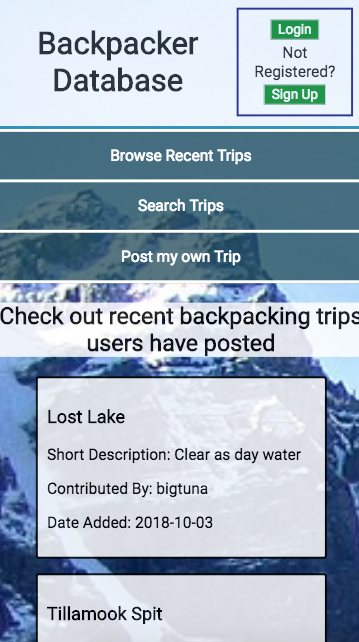 Backpacker
Database
Login
Not
Registered?
Sign Up
Browse Recent Trips
Search Trips
Post my own Trip
Check out recent backpacking trips
users have posted
Lost Lake
Short Description: Clear as day water
Contributed By: bigtuna
Date Added: 2018-10-03
Tillamook Spit